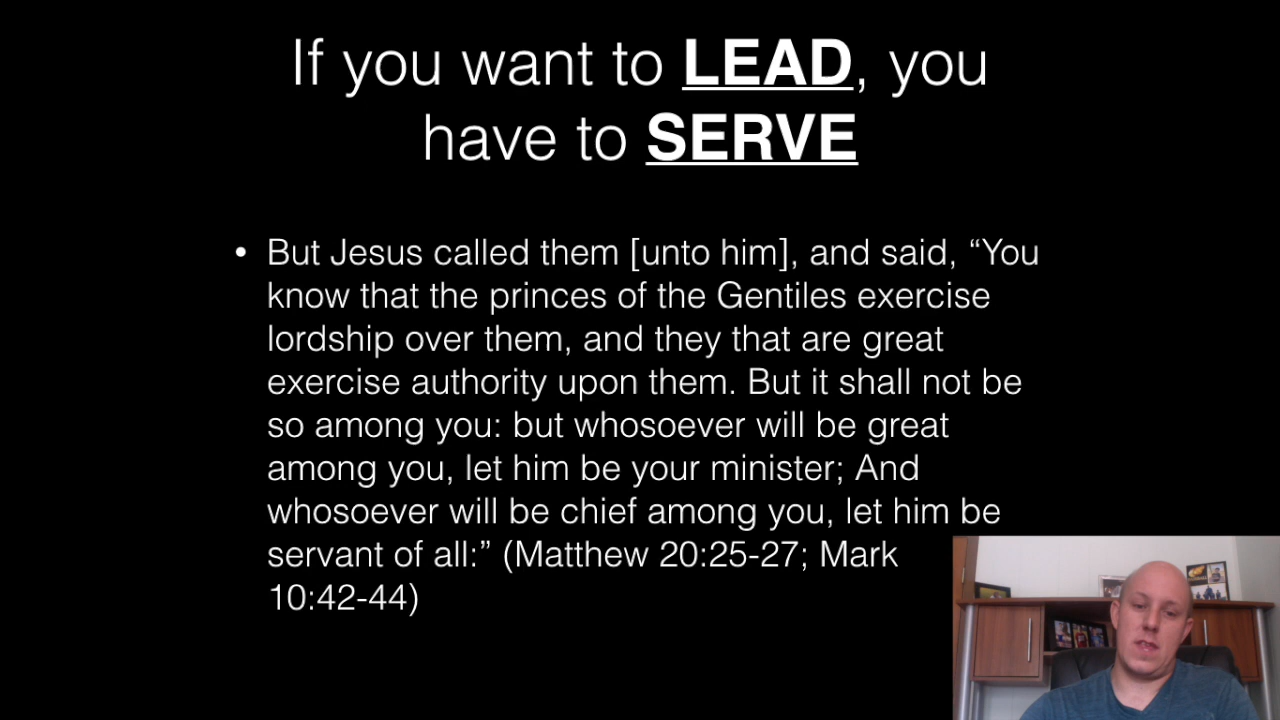 If you want to LEAD, you
have to SERVE
• But Jesus called them [unto him], and said, “You
know that the princes of the Gentiles exercise
lordship over them, and they that are great
exercise authority upon them. But it shall not be
so among you: but whosoever will be great
among you, let him be your minister; And
whosoever will be chief among you, let him be
servant of all:” (Matthew 20:25-27; Mark
10:42-44)